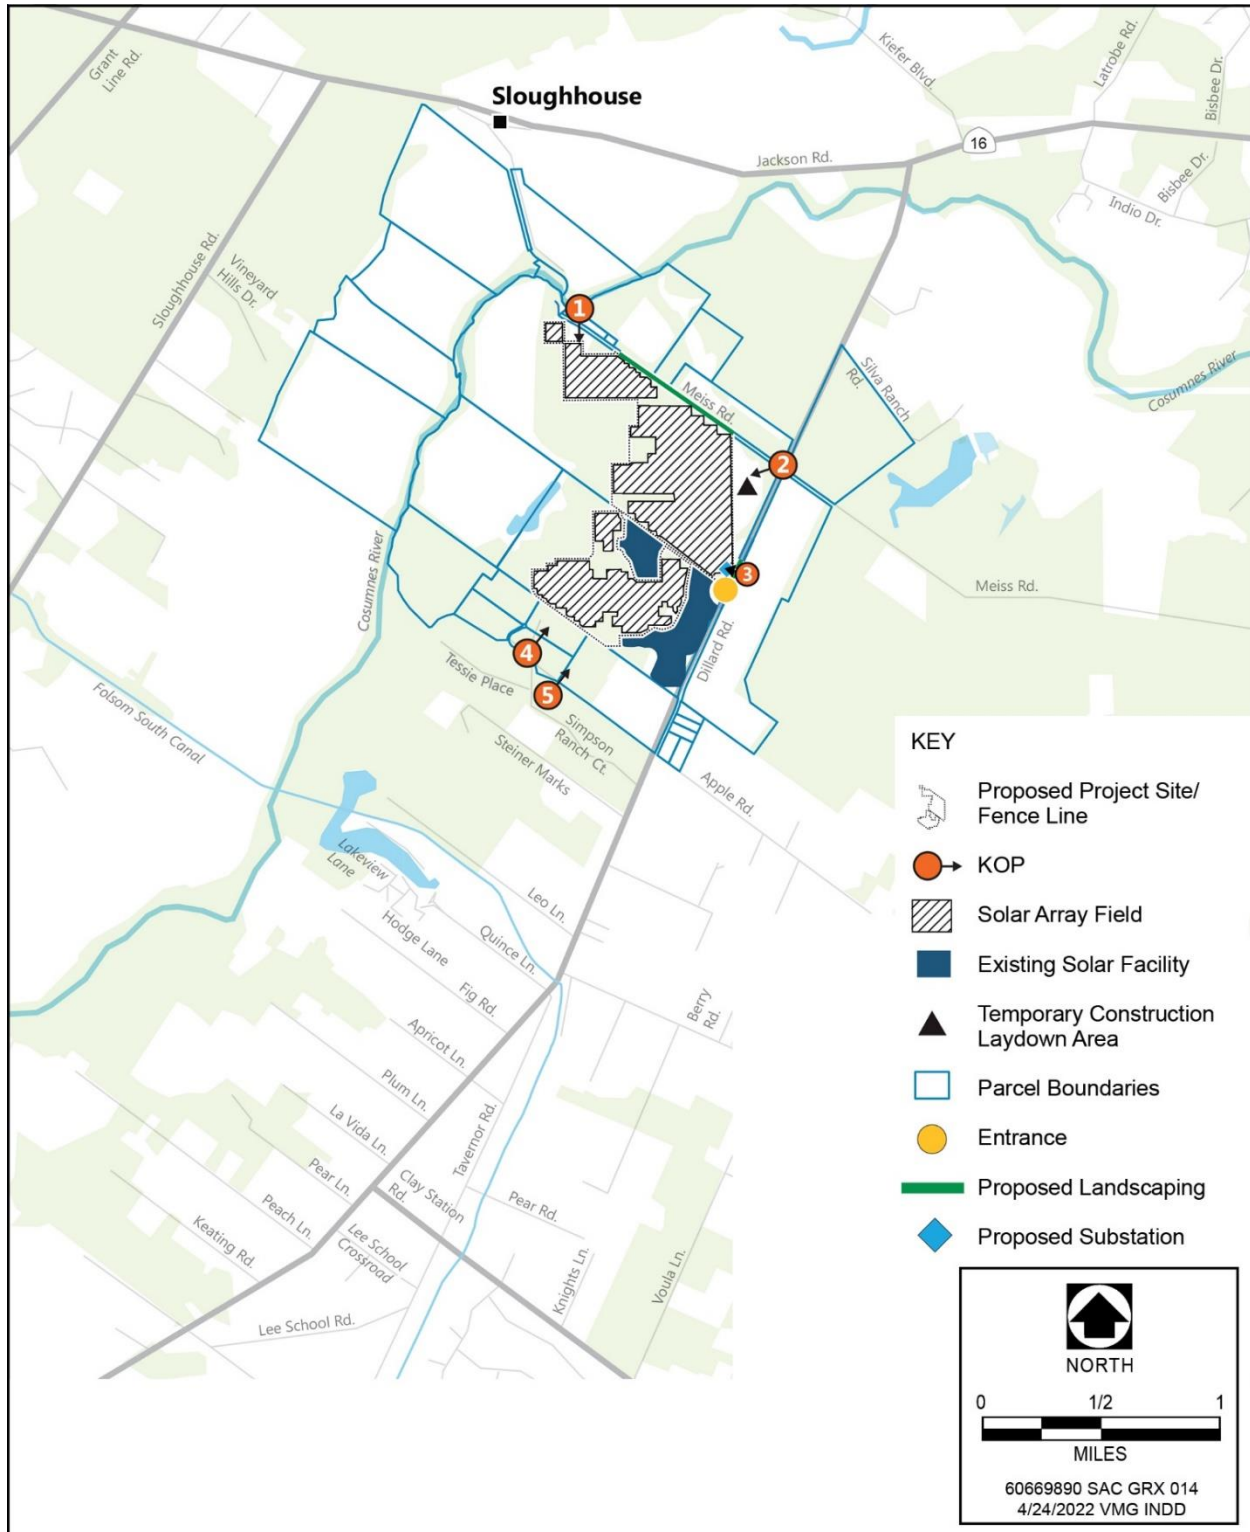 Grant
Line Rd.
Kiefer Blvd.
Latrobe Rd.
Bisbee Dr.
Sloughhouse
16
Jackson Rd.
Bisbee Dr.
Indio Dr.
Sloughhouse Rd.
Vineyard
Hills Dr.
1
Silva Ranch
Rd.
Cosumnes River
Meiss Rd.
2
3
Meiss Rd.
Cosumnes River
Dillard Rd.
4
5
Tessie Place
Simpson
Ranch Ct.
Steiner Marks
Folsom South Canal
Apple Rd.
Lakeview
Lane
Leo Ln.
Hodge Lane
Quince Ln.
Fig Rd.
Berry
Rd.
Apricot Ln.
Plum Ln.
La Vida Ln.
Tavernor Rd.
Pear Ln.
Clay Station
Rd.
Pear Rd.
Peach Ln.
Keating Rd.
Lee School
Crossroad
Knights Ln.
Voula Ln.
Lee School Rd.
KEY
Proposed Project Site/
Fence Line
KOP
Solar Array Field
Existing Solar Facility
Temporary Construction
Laydown Area
Parcel Boundaries
Entrance
Proposed Landscaping
Proposed Substation
NORTH
0 1/2 1
MILES
60669890 SAC GRX 014
4/24/2022 VMG INDD